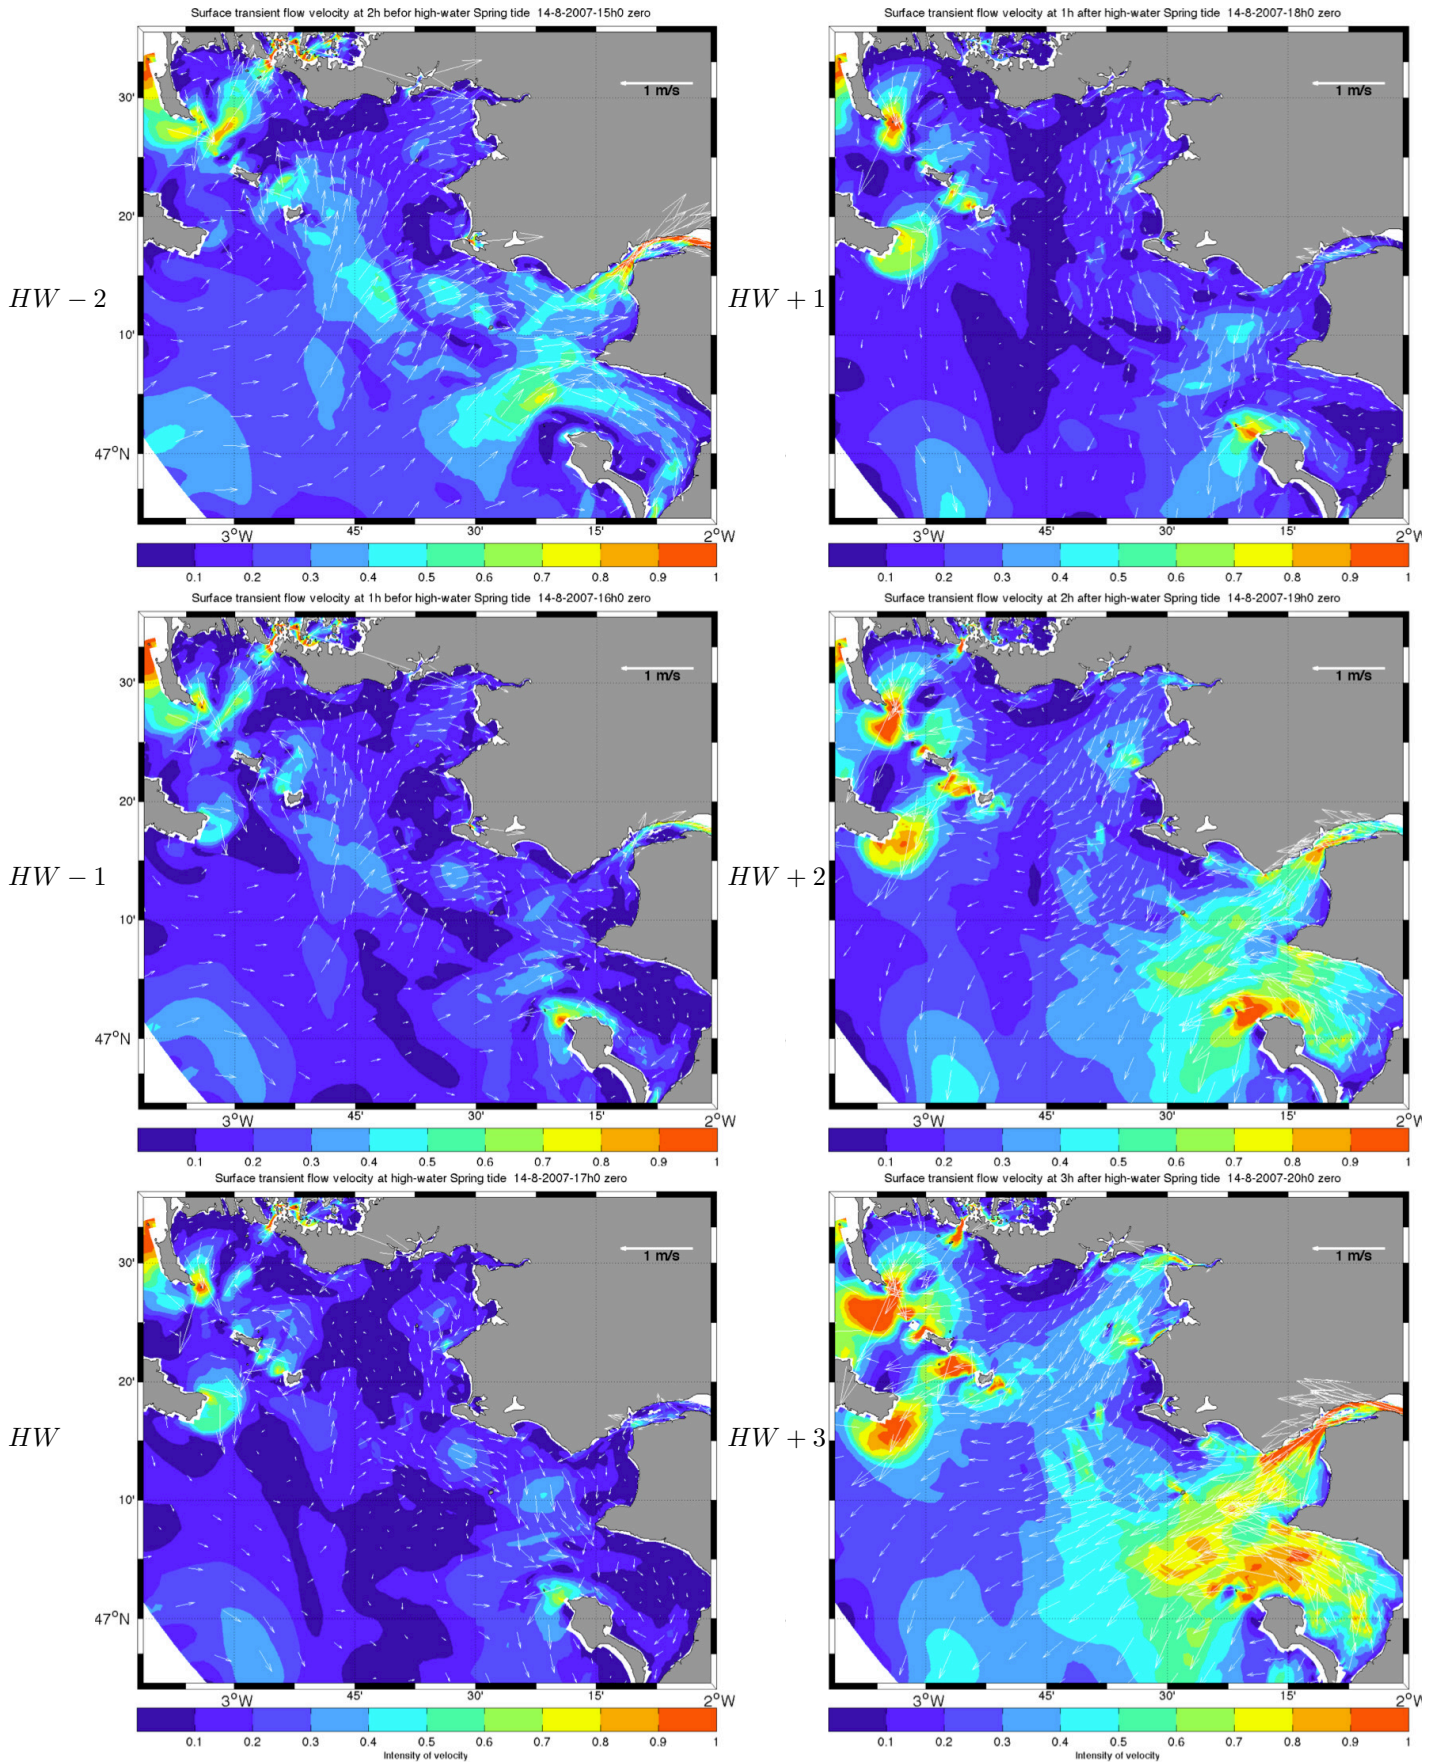 Surface transient flow velocity at 2h befor high-water Spring tide 14-8-2007-15h0 zero
1 m/s
30'
20'
10'
47°N
3°W
45'
30'
15'
2°W
0.1 0.2 0.3 0.4 0.5 0.6 0.7 0.8 0.9 1
HW − 2
Surface transient flow velocity at 1h after high-water Spring tide 14-8-2007-18h0 zero
1 m/s
HW + 1
3°W
45'
30'
15'
2°W
0.1 0.2 0.3 0.4 0.5 0.6 0.7 0.8 0.9 1
Surface transient flow velocity at 1h befor high-water Spring tide 14-8-2007-16h0 zero
1 m/s
30'
20'
HW − 1
10'
47°N
3°W
45'
30'
15'
2°W
0.1 0.2 0.3 0.4 0.5 0.6 0.7 0.8 0.9 1
Surface transient flow velocity at 2h after high-water Spring tide 14-8-2007-19h0 zero
1 m/s
HW + 2
3°W
45'
30'
15'
2°W
0.1 0.2 0.3 0.4 0.5 0.6 0.7 0.8 0.9 1
Surface transient flow velocity at high-water Spring tide 14-8-2007-17h0 zero
1 m/s
30'
20'
HW
10'
47°N
3°W
45'
30'
15'
2°W
0.1 0.2 0.3 0.4 0.5 0.6 0.7 0.8 0.9 1
Intensity of velocity
Surface transient flow velocity at 3h after high-water Spring tide 14-8-2007-20h0 zero
1 m/s
HW + 3
3°W
45'
30'
15'
2°W
0.1 0.2 0.3 0.4 0.5 0.6 0.7 0.8 0.9 1
Intensity of velocity